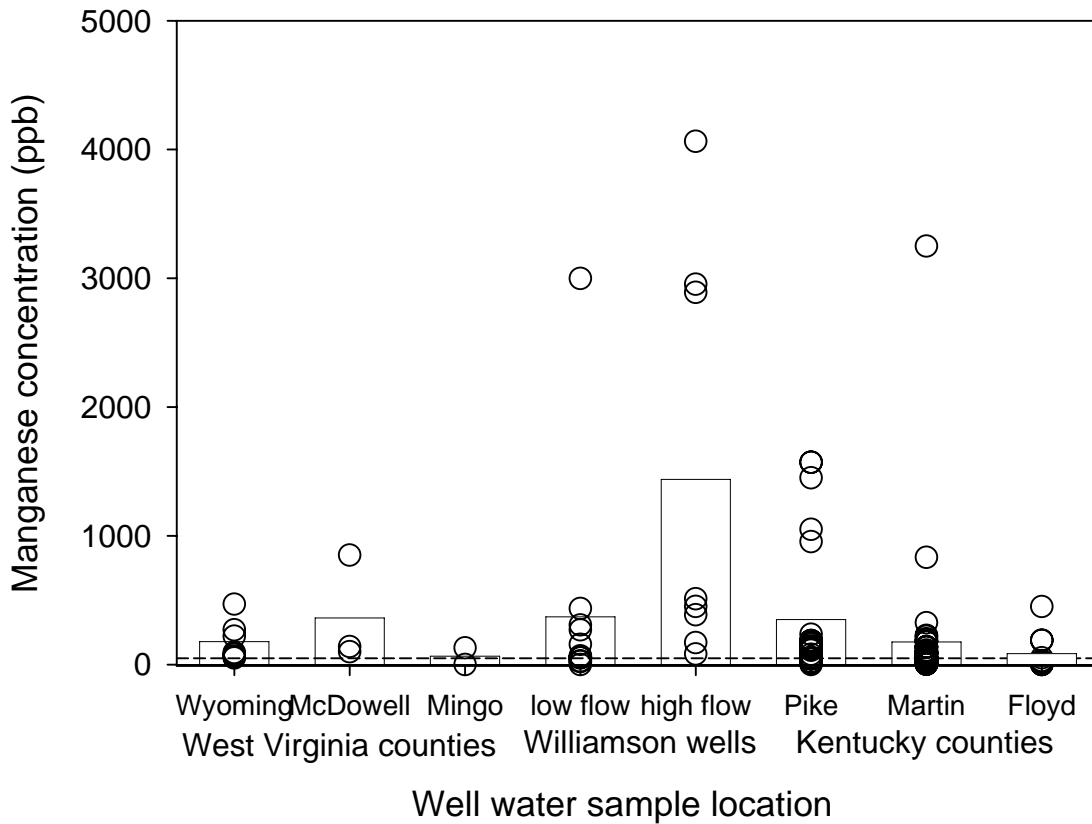 5000
4000
3000
2000
1000
0
Manganese concentration (ppb)
Wyoming McDowell Mingo low flow high flow Pike Martin Floyd
West Virginia counties Williamson wells Kentucky counties
Well water sample location